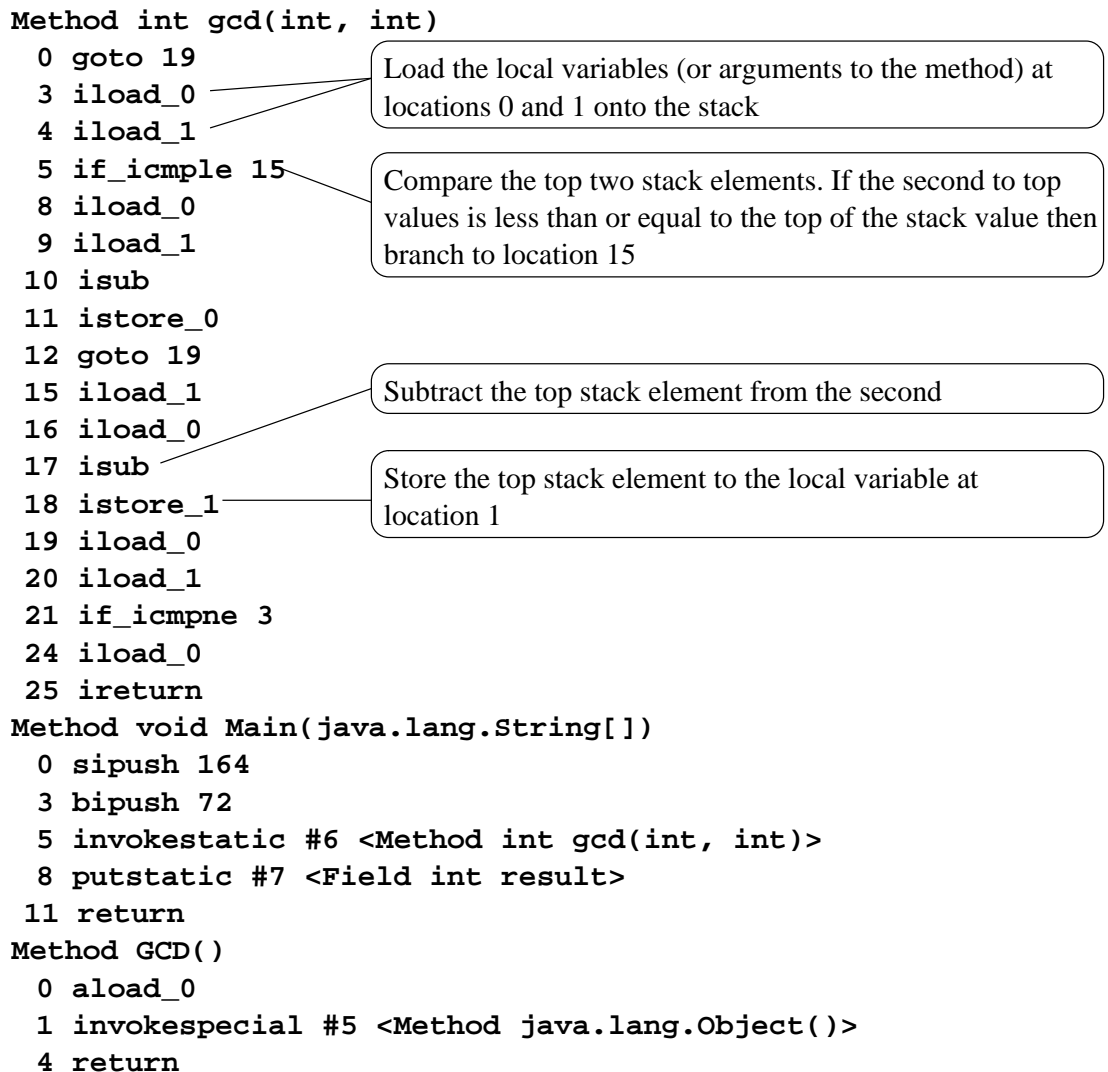 Method int gcd(int, int)
0 goto 19
3 iload_0
4 iload_1
5 if_icmple 15
8 iload_0
9 iload_1
10 isub
11 istore_0
12 goto 19
15 iload_1
16 iload_0
17 isub
18 istore_1
19 iload_0
20 iload_1
21 if_icmpne 3
24 iload_0
25 ireturn
Load the local variables (or arguments to the method) at
locations 0 and 1 onto the stack
Compare the top two stack elements. If the second to top
values is less than or equal to the top of the stack value then
branch to location 15
Subtract the top stack element from the second
Store the top stack element to the local variable at
location 1
Method void Main(java.lang.String[])
0 sipush 164
3 bipush 72
5 invokestatic #6 <Method int gcd(int, int)>
8 putstatic #7 <Field int result>
11 return
Method GCD()
0 aload_0
1 invokespecial #5 <Method java.lang.Object()>
4 return